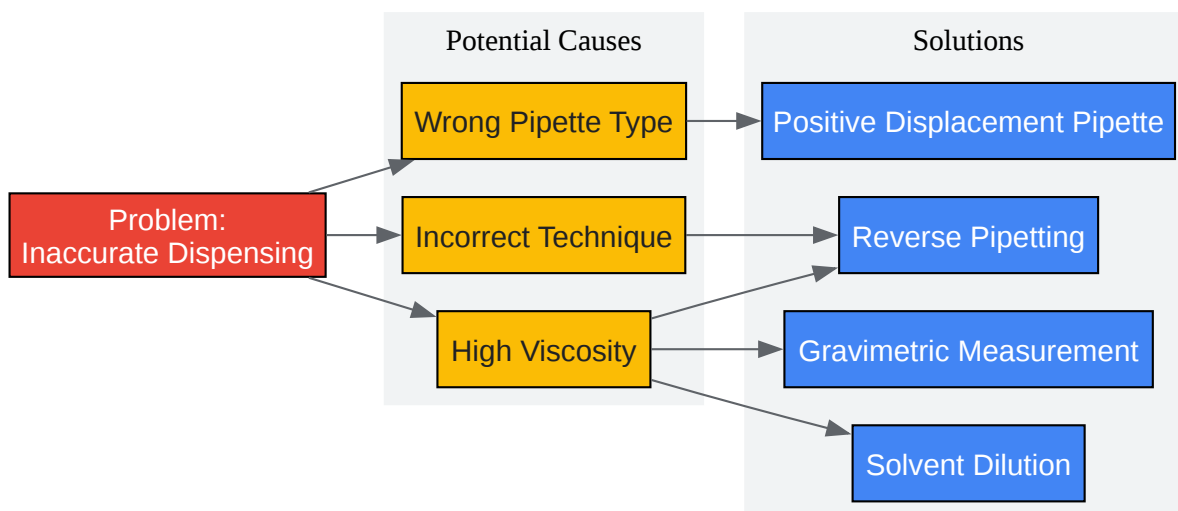 Potential Causes
Solutions
Wrong Pipette Type
Positive Displacement Pipette
Problem:
Inaccurate Dispensing
Incorrect Technique
Reverse Pipetting
High Viscosity
Gravimetric Measurement
Solvent Dilution